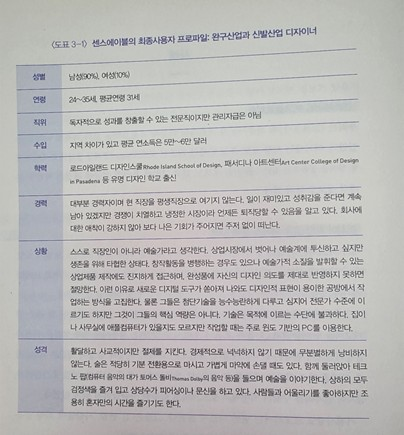 〈도표 3-1〉 센스에이블의 최종사용자 프로파일: 완구산업과 신발산업 디자이너
성별 남성(90%), 여성(10%)
연령 24~35세, 평균연령 31세
직위 독자적으로 성과를 창출할 수 있는 전문직이지만 관리자급은 아님
수입 지역 차이가 있고 평균 연소득은 5만~6만 달러
학력 로드아일랜드 디자인스쿨Rhode Island School of Design, 패서디나 아트센터Art Center College of Design
in Pasadena 등 유명 디자인 학교 출신
경력 대부분 경력자이며 현 직장을 평생직장으로 여기지 않는다. 일이 재미있고 성취감을 준다면 계속
남아 있겠지만 경쟁이 치열하고 냉정한 시장이라 언제든 퇴직당할 수 있음을 알고 있다. 회사에
대한 애착이 강하지 않아 보다 나은 기회가 주어지면 주저 없이 떠난다.
상황 스스로 직장인이 아니라 예술가라고 생각한다. 상업시장에서 벗어나 예술계에 투신하고 싶지만
생존을 위해 타협한 상태다. 창작활동을 병행하는 경우도 있으나 예술가적 소질을 발휘할 수 있는
상업제품 제작에도 진지하게 접근하며, 완성품에 자신의 디자인 의도를 제대로 반영하지 못하면
절망한다. 이런 이유로 새로운 디지털 도구가 쏟아져 나와도 디자인적 표현이 용이한 공방에서 작
업하는 방식을 고집한다. 물론 그들은 첨단기술을 능수능란하게 다루고 심지어 전문가 수준에 이
르기도 하지만 그것이 그들의 핵심 역량은 아니다. 기술은 목적에 이르는 수단에 불과하다. 집이
나 사무실에 애플컴퓨터가 있을지도 모르지만 작업할 때는 주로 윈도 기반의 PC를 이용한다.
성격 활달하고 사교적이지만 절제를 지킨다. 경제적으로 넉넉하지 않기 때문에 무분별하게 낭비하지
않는다. 술은 적당히 기분 전환용으로 마시고 가볍게 마약에 손댈 때도 있다. 함께 둘러앉아 테크
노 팝(컴퓨터 음악의 대가 토머스 돌비Thomas Dolby의 음악 등)을 들으며 예술을 이야기한다. 상하의 모두
검정색을 즐겨 입고 상당수가 피어싱이나 문신을 하고 있다. 사람들과 어울리기를 좋아하지만 조
용히 혼자만의 시간을 즐기기도 한다.